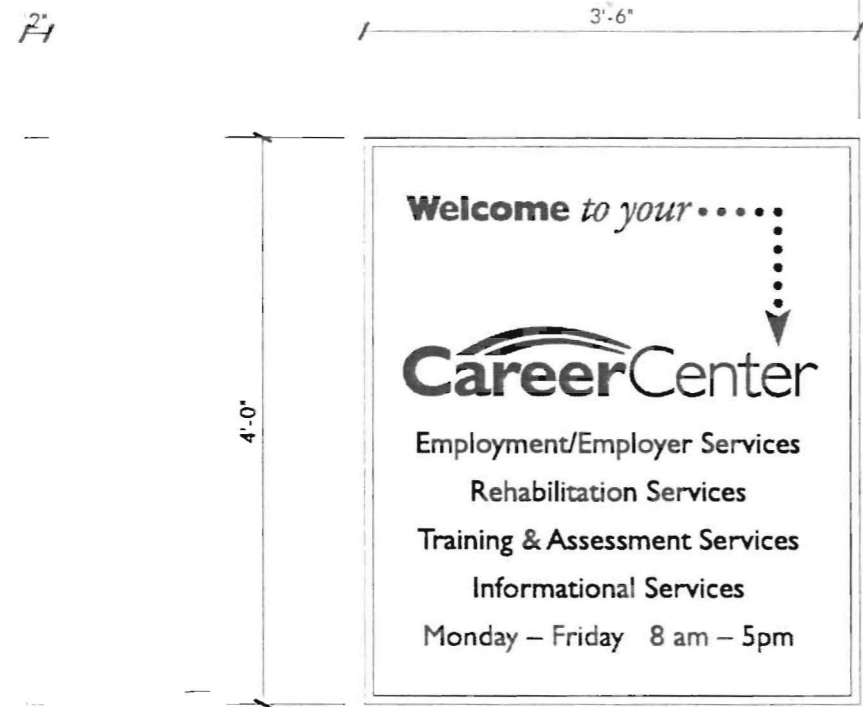 2"
3'-6"
Welcome to your
CareerCenter
4'-0"
Employment/Employer Services
Rehabilitation Services
Training & Assessment Services
Informational Services
Monday – Friday 8 am – 5pm